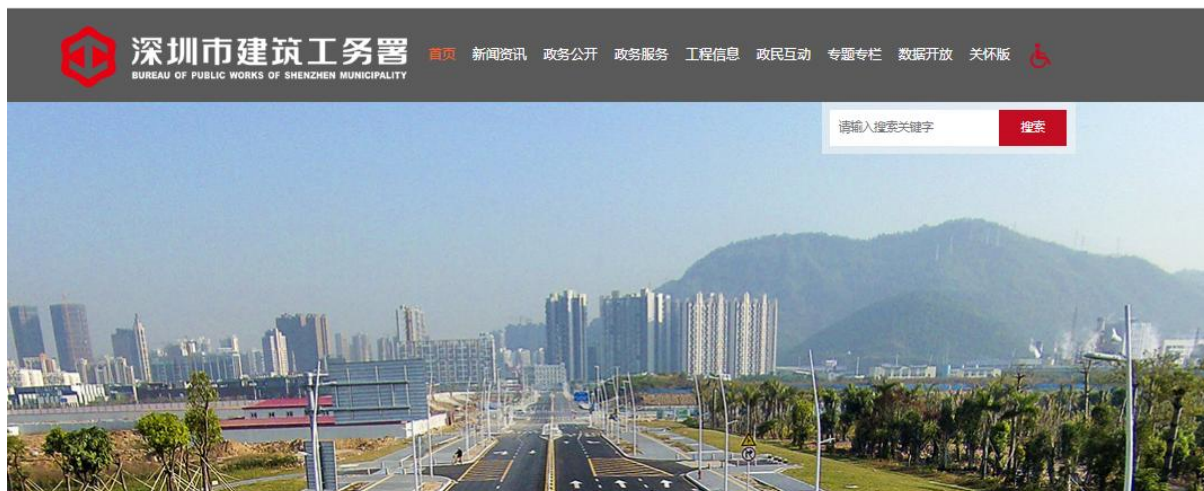 深圳市建筑工务署
BUREAU OF PUBLIC WORKS OF SHENZHEN MUNICIPALITY
首页 新闻资讯 政务公开 政务服务 工程信息 政民互动 专题专栏 数据开放 关怀版
请输入搜索关键字 搜索